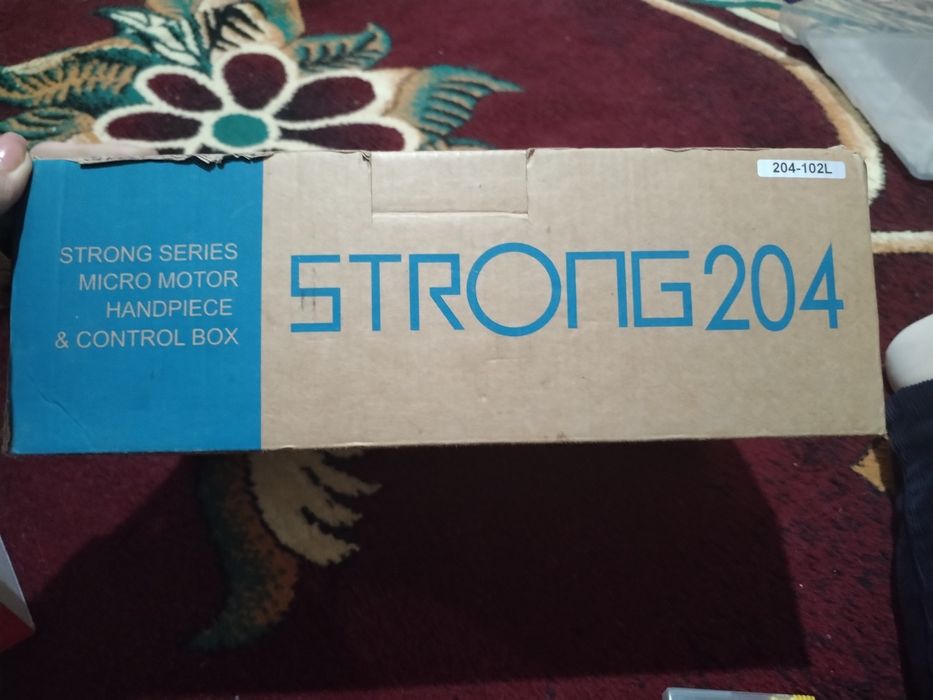 204-102L
STRONG SERIES
MICRO MOTOR
HANDPIECE
& CONTROL BOX
STRONG204